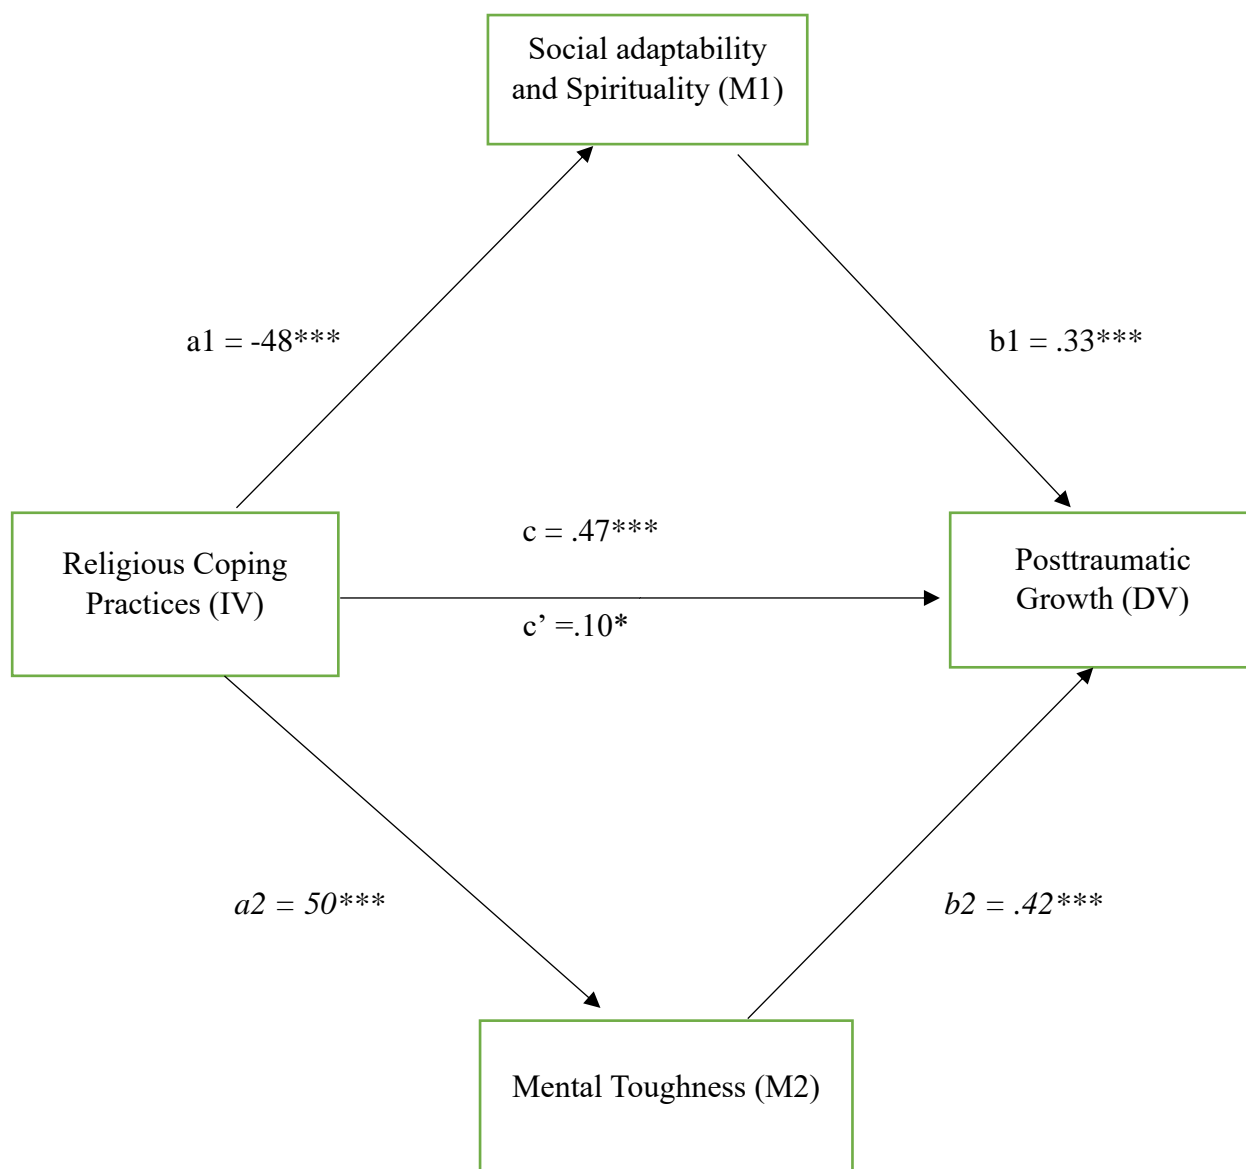 Social adaptability
and Spirituality (M1)
a1 = -48***
b1 = .33***
c = .47***
Religious Coping
Practices (IV)
Posttraumatic
Growth (DV)
c’ =.10*
a2 = 50***
b2 = .42***
Mental Toughness (M2)